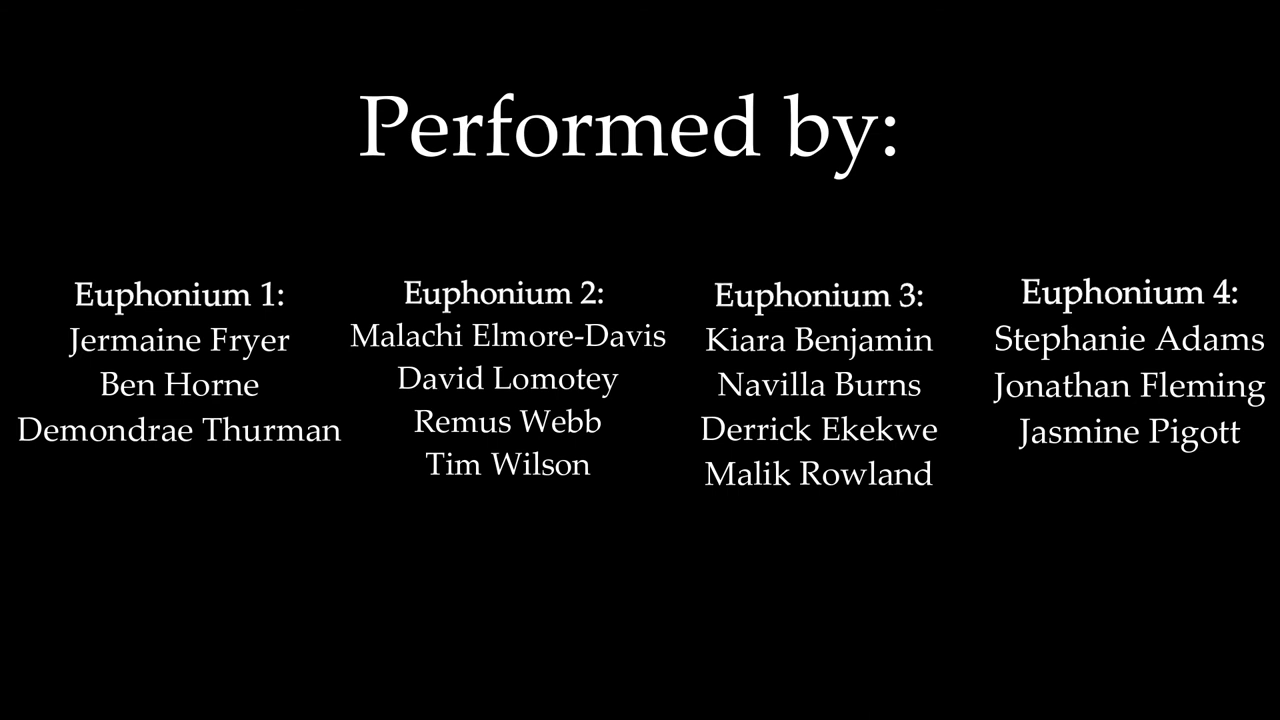 Performed by:
Euphonium 1:
Jermaine Fryer
Ben Horne
Demondrae Thurman
Euphonium 2:
Malachi Elmore-Davis
David Lomotey
Remus Webb
Tim Wilson
Euphonium 3:
Kiara Benjamin
Navilla Burns
Derrick Ekekwe
Malik Rowland
Euphonium 4:
Stephanie Adams
Jonathan Fleming
Jasmine Pigott